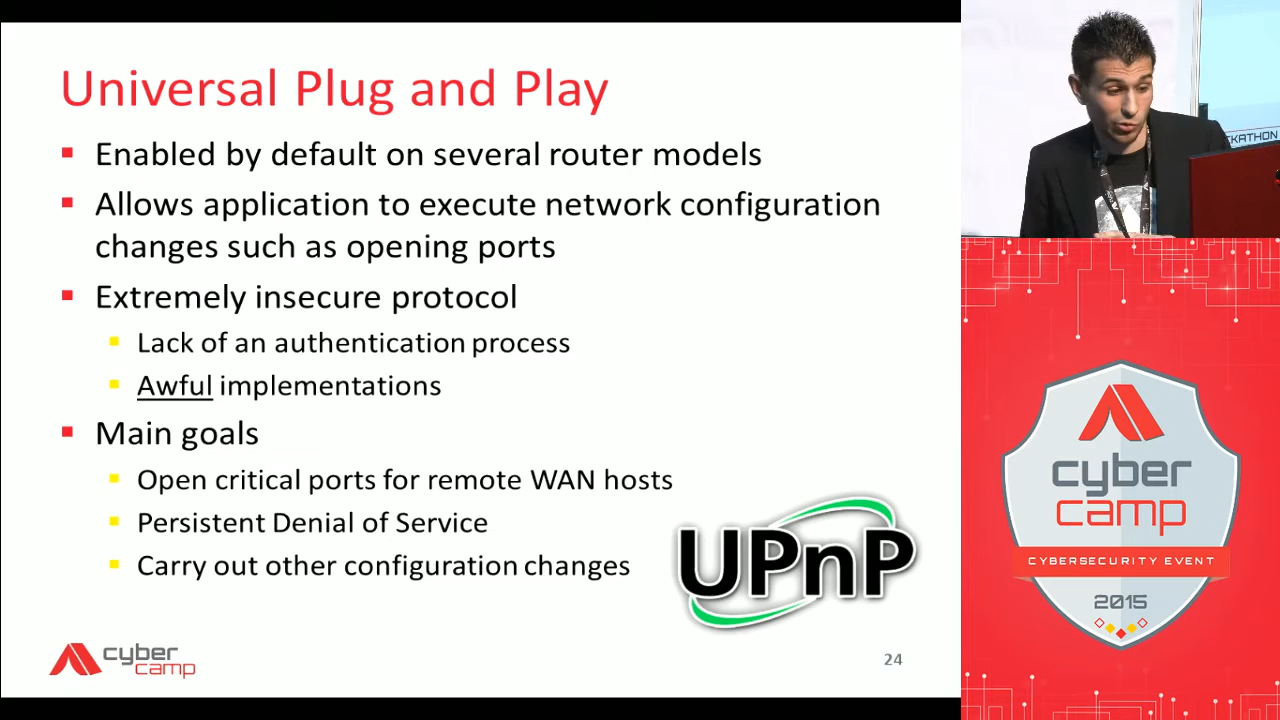 Universal Plug and Play
Enabled by default on several router models
Allows application to execute network configuration
changes such as opening ports
Extremely insecure protocol
Lack of an authentication process
Awful implementations
Main goals
Open critical ports for remote WAN hosts
Persistent Denial of Service
Carry out other configuration changes
UPnP
cyber
camp
24
CKATHON
cyber
camp
CYBERSECURITY EVENT
2015